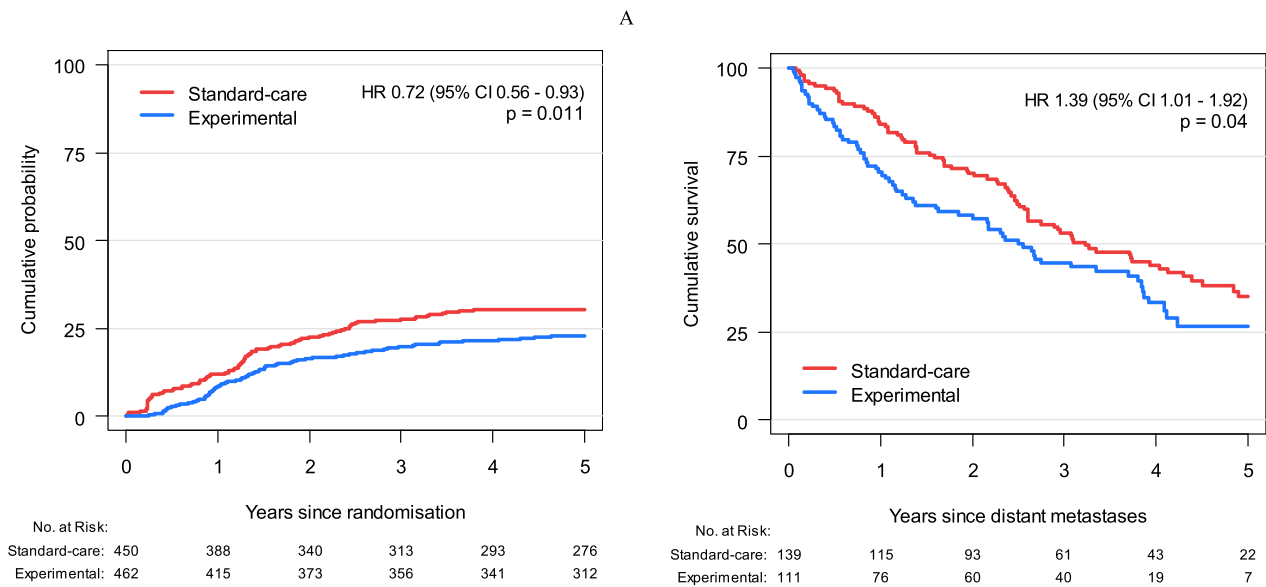 A
100
75
50
25
0
Cumulative probability
Standard-care
Experimental
HR 0.72 (95% CI 0.56 - 0.93)
p = 0.011
0 1 2 3 4 5
Years since randomisation
No. at Risk:
Standard-care: 450 388 340 313 293 276
Experimental: 462 415 373 356 341 312
100
75
50
25
0
Cumulative survival
HR 1.39 (95% CI 1.01 - 1.92)
p = 0.04
Standard-care
Experimental
0 1 2 3 4 5
Years since distant metastases
No. at Risk:
Standard-care: 139 115 93 61 43 22
Experimental: 111 76 60 40 19 7